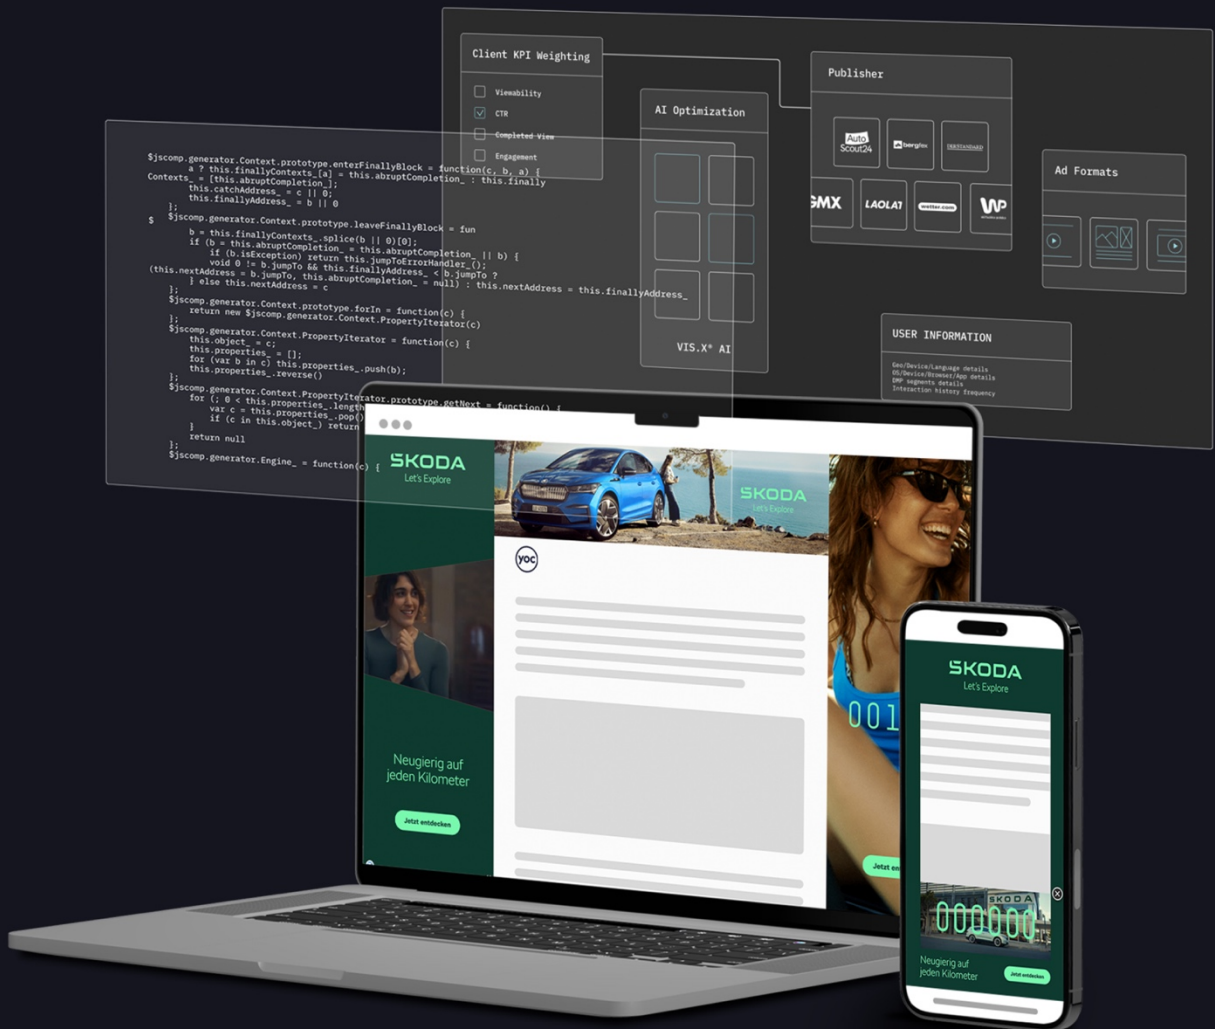 Client KPI Weighting
Viewability
CTR
Completed View
Engagement
AI Optimization
VIS.X® AI
Publisher
Auto
Scout24
bergfex
DERSTANDARD
GMX
LAOLA1
wetter.com
WP
Ad Formats
USER INFORMATION
Geo/Device/Language details
OS/Device/Browser/App details
DMP segments details
Interaction history frequency
$jscomp.generator.Context.prototype.enterFinallyBlock = function(c, b, a) {
a ? this.finallyContexts_[a] = this.abruptCompletion_ : this.finally
Contexts_ = [this.abruptCompletion_];
this.catchAddress_ = c || 0;
this.finallyAddress_ = b || 0
};
$jscomp.generator.Context.prototype.leaveFinallyBlock = fun
$
b = this.finallyContexts_.splice(b || 0)[0];
if (b = this.abruptCompletion_ = this.abruptCompletion_ || b) {
if (b.isException) return this.jumpToErrorHandler_();
void 0 != b.jumpTo && this.finallyAddress_ < b.jumpTo ?
(this.nextAddress = b.jumpTo, this.abruptCompletion_ = null) : this.nextAddress = this.finallyAddress_
} else this.nextAddress = c
};
$jscomp.generator.Context.prototype.forIn = function(c) {
return new $jscomp.generator.Context.PropertyIterator(c)
};
$jscomp.generator.Context.PropertyIterator = function(c) {
this.object_ = c;
this.properties_ = [];
for (var b in c) this.properties_.push(b);
this.properties_.reverse()
};
$jscomp.generator.Context.PropertyIterator.prototype.getNext = function() {
for (; 0 < this.properties_.length
var c = this.properties_.pop()
if (c in this.object_) return
}
return null
};
$jscomp.generator.Engine_ = function(c) {
ŠKODA
Let's Explore
Neugierig auf
jeden Kilometer
Jetzt entdecken
ŠKODA
Let's Explore
yoc
001
Jetzt en
ŠKODA
Let's Explore
SKODA
000000
Neugierig auf
jeden Kilometer
Jetzt entdecken